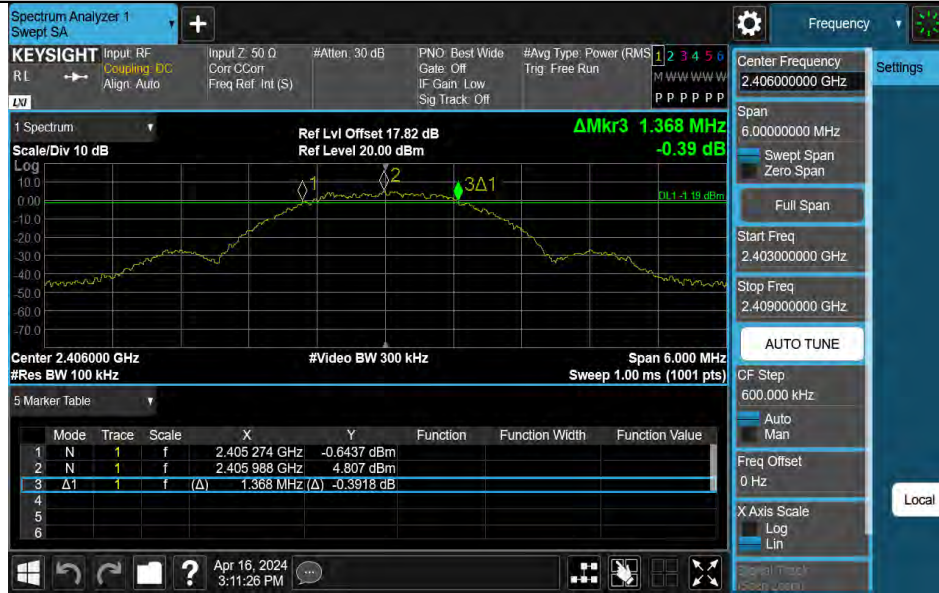 Spectrum Analyzer 1
Swept SA
+
Frequency
KEYSIGHT
RL
LXI
Input: RF
Coupling: DC
Align: Auto
Input Z: 50 Ω
Corr CCorr
Freq Ref: Int (S)
#Atten: 30 dB
PNO: Best Wide
Gate: Off
IF Gain: Low
Sig Track: Off
#Avg Type: Power (RMS
Trig: Free Run
1 2 3 4 5 6
M W W W W W
P P P P P P
1 Spectrum
Scale/Div 10 dB
Ref Lvl Offset 17.82 dB
Ref Level 20.00 dBm
ΔMkr3 1.368 MHz
-0.39 dB
Log
10.0
0.00
-10.0
-20.0
-30.0
-40.0
-50.0
-60.0
-70.0
1
2
3Δ1
DL1 -1.19 dBm
Center 2.406000 GHz
#Video BW 300 kHz
Span 6.000 MHz
#Res BW 100 kHz
Sweep 1.00 ms (1001 pts)
5 Marker Table
Mode Trace Scale X Y Function Function Width Function Value
1 N 1 f 2.405 274 GHz -0.6437 dBm
2 N 1 f 2.405 988 GHz 4.807 dBm
3 Δ1 1 f (Δ) 1.368 MHz (Δ) -0.3918 dB
4
5
6
Apr 16, 2024
3:11:26 PM
?
Center Frequency
2.406000000 GHz
Span
6.00000000 MHz
Swept Span
Zero Span
Full Span
Start Freq
2.403000000 GHz
Stop Freq
2.409000000 GHz
AUTO TUNE
CF Step
600.000 kHz
Auto
Man
Freq Offset
0 Hz
X Axis Scale
Log
Lin
Signal Track
(Span Zoom)
Settings
Local